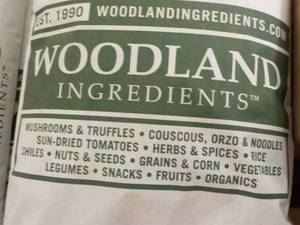 EST. 1990 WOODLANDINGREDIENTS.COM
WOODLAND
INGREDIENTS™
MUSHROOMS & TRUFFLES • COUSCOUS, ORZO & NOODLES
SUN-DRIED TOMATOES • HERBS & SPICES • RICE
CHILES • NUTS & SEEDS • GRAINS & CORN • VEGETABLES
LEGUMES • SNACKS • FRUITS • ORGANICS